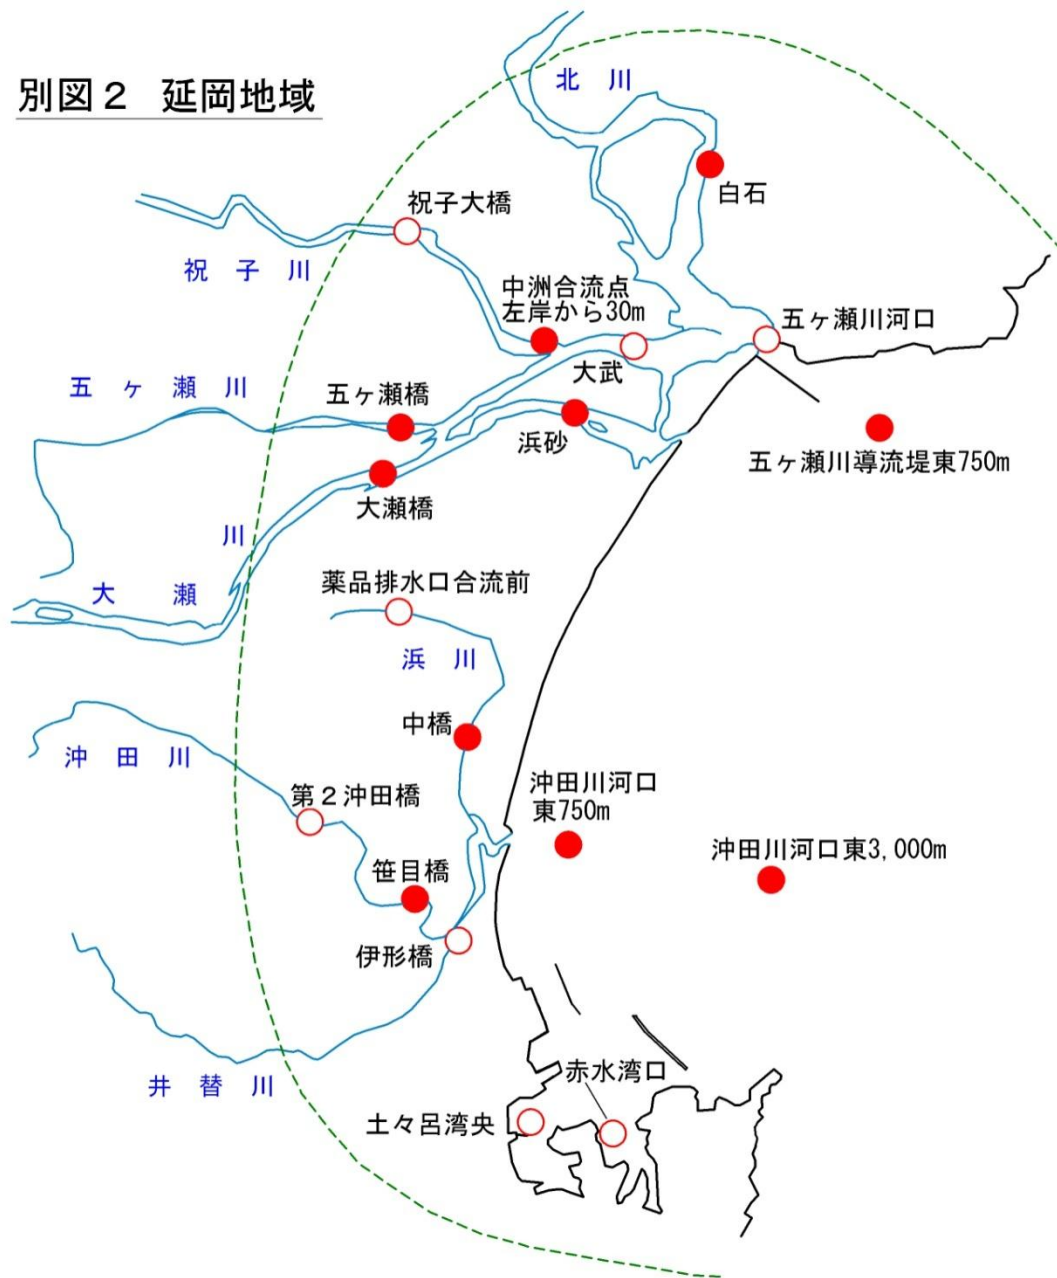 別図２　延岡地域
北　川
白石
祝子大橋
祝　子　川
中洲合流点
左岸から30m
五ヶ瀬川河口
大武
五　ヶ　瀬　川
五ヶ瀬橋
浜砂
五ヶ瀬川導流堤東750m
大瀬橋
大　瀬　川
薬品排水口合流前
浜　川
中橋
沖　田　川
第２沖田橋
沖田川河口
東750m
沖田川河口東3,000m
笹目橋
伊形橋
井　替　川
赤水湾口
土々呂湾央